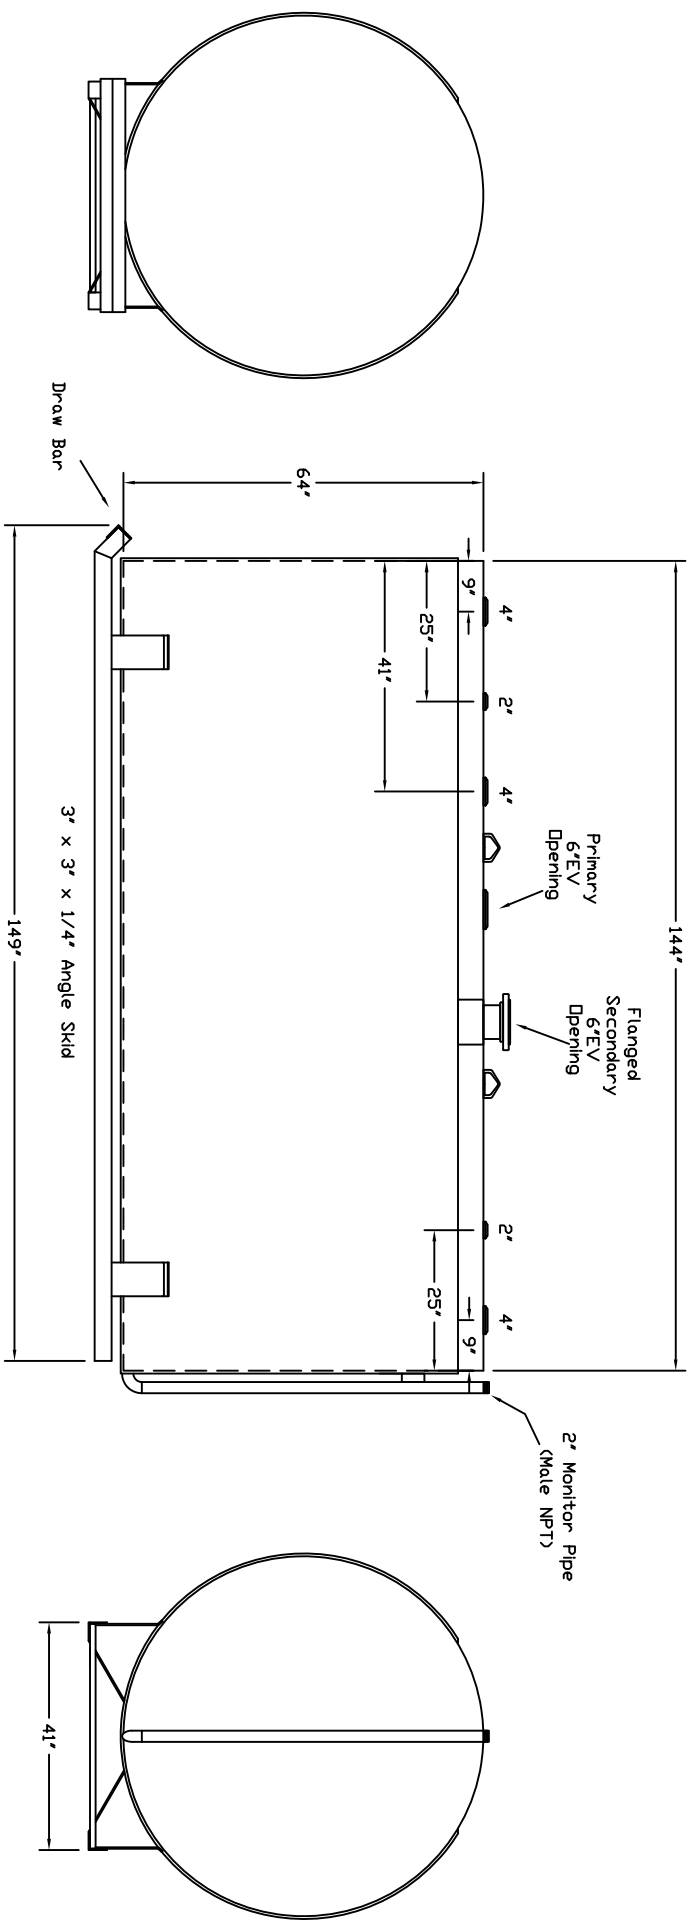 144"
Flanged
Secondary
6"EV
Opening
Primary
6"EV
Opening
2" Monitor Pipe
(Male NPT)
4"
2"
4"
2"
4"
9"
9"
25"
25"
41"
64"
Draw Bar
3" x 3" x 1/4" Angle Skid
41"
149"